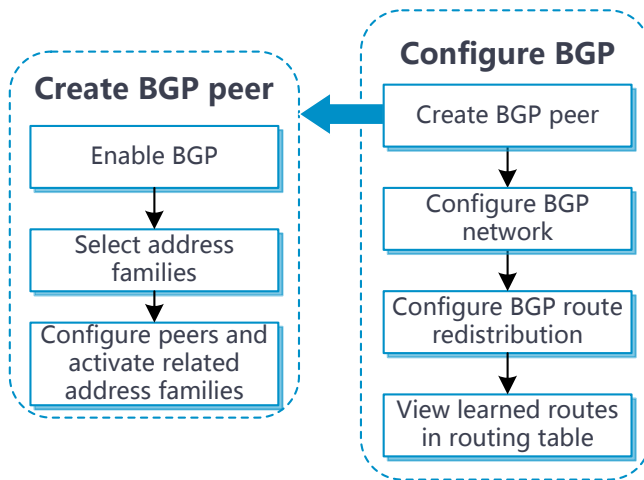 Create BGP peer
Enable BGP
Select address
families
Configure peers and
activate related
address families
Configure BGP
Create BGP peer
Configure BGP
network
Configure BGP route
redistribution
View learned routes
in routing table